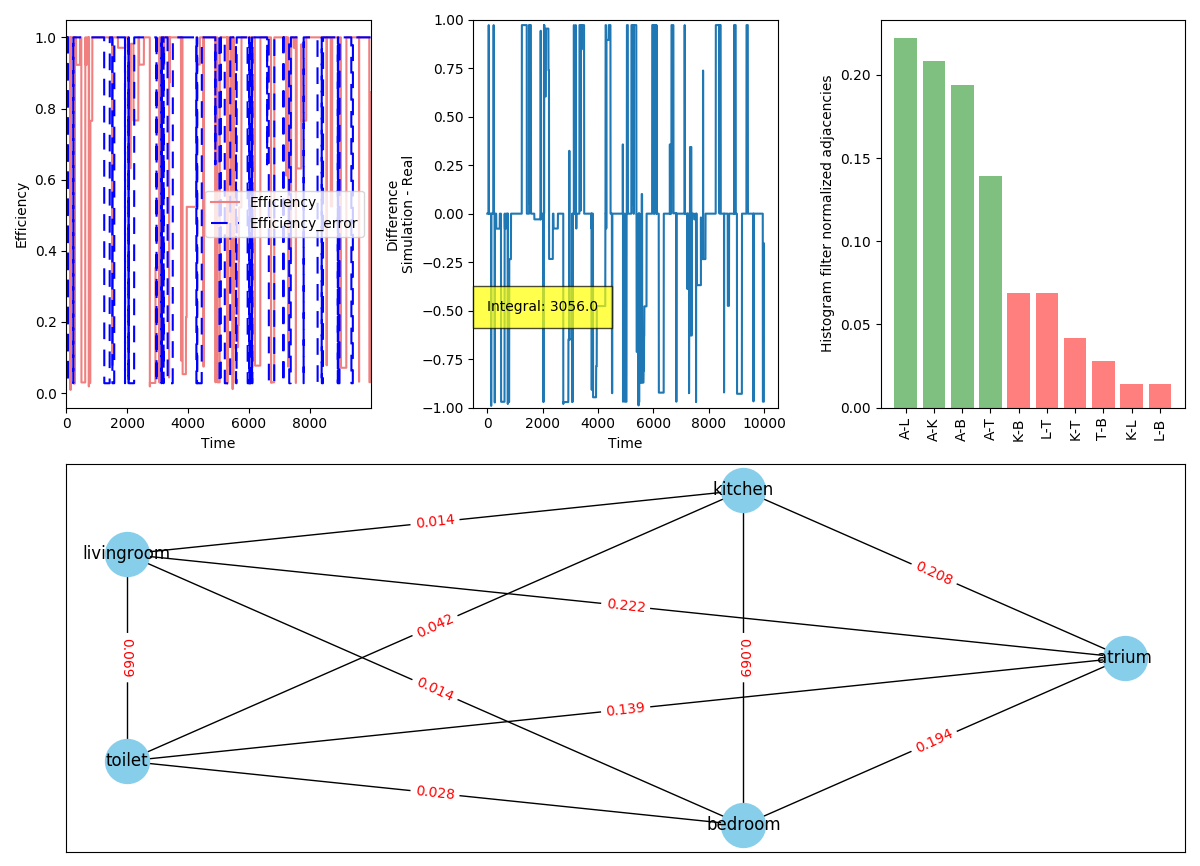 1.0
0.8
0.6
0.4
0.2
0.0
0
2000
4000
6000
8000
Time
Efficiency
Efficiency
Efficiency_error
1.00
0.75
0.50
0.25
0.00
−0.25
−0.50
−0.75
−1.00
0
2000
4000
6000
8000
10000
Time
Difference
Simulation - Real
Integral: 3056.0
0.20
0.15
0.10
0.05
0.00
Histogram filter normalized adjacencies
A-L
A-K
A-B
A-T
K-B
L-T
K-T
T-B
K-L
L-B
kitchen
livingroom
atrium
toilet
bedroom
0.014
0.208
0.222
0.042
0.069
0.069
0.014
0.139
0.194
0.028